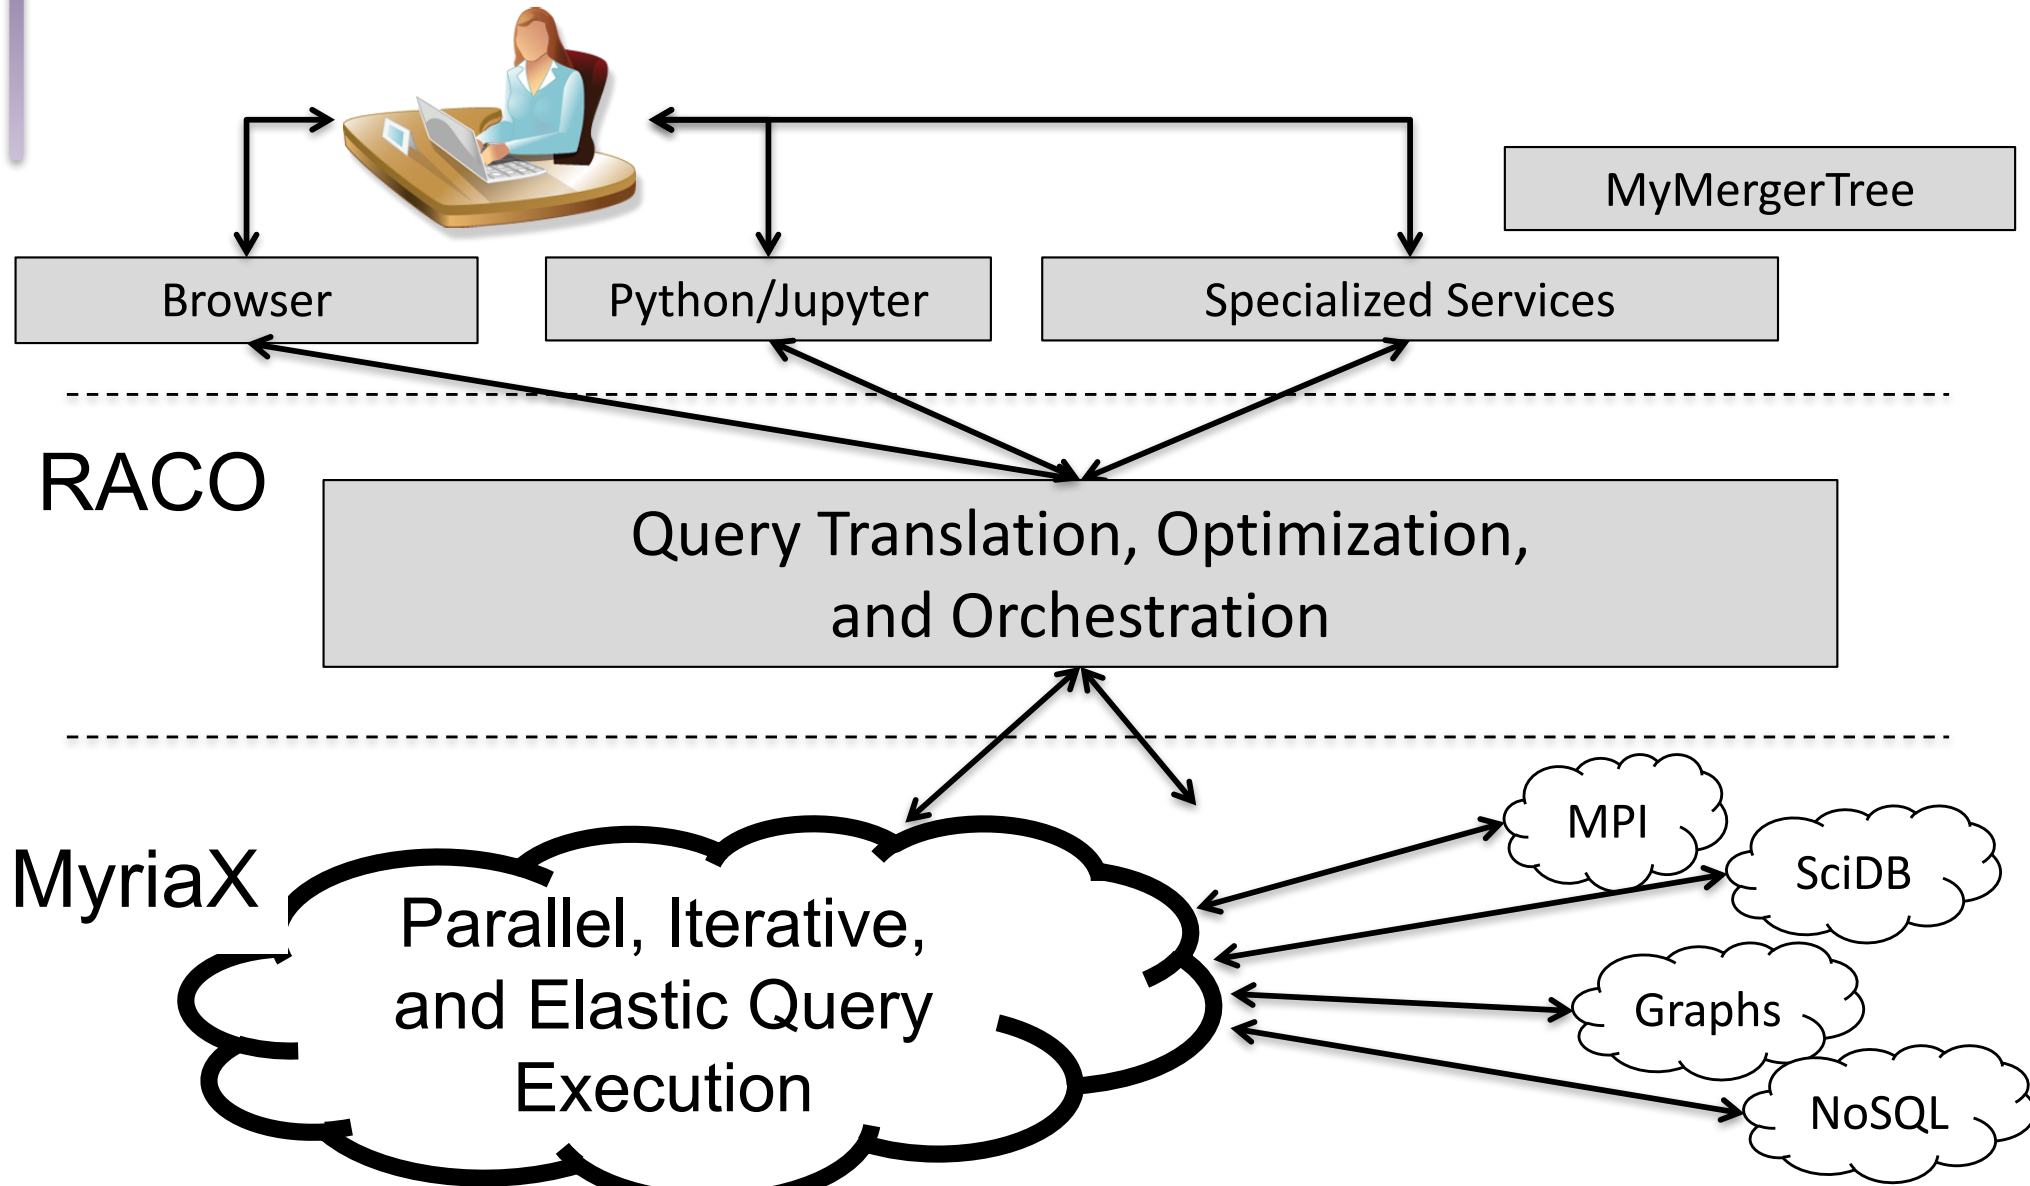 MyMergerTree
Browser
Python/Jupyter
Specialized Services
RACO
Query Translation, Optimization,
and Orchestration
MyriaX
Parallel, Iterative,
and Elastic Query
Execution
MPI
SciDB
Graphs
NoSQL